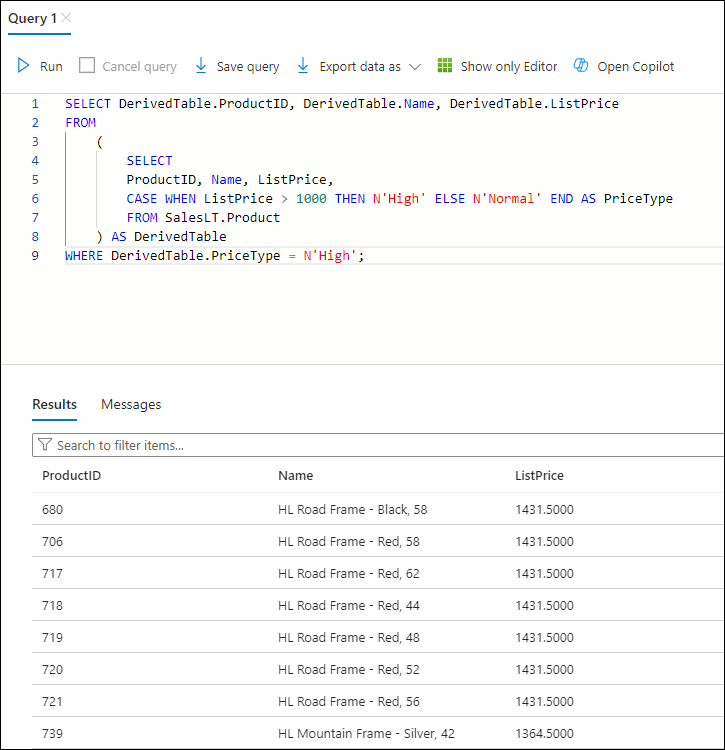 Query 1
Run Cancel query Save query Export data as Show only Editor Open Copilot
1 SELECT DerivedTable.ProductID, DerivedTable.Name, DerivedTable.ListPrice
2 FROM
3 (
4 SELECT
5 ProductID, Name, ListPrice,
6 CASE WHEN ListPrice > 1000 THEN N'High' ELSE N'Normal' END AS PriceType
7 FROM SalesLT.Product
8 ) AS DerivedTable
9 WHERE DerivedTable.PriceType = N'High';
Results Messages
Search to filter items...
ProductID Name ListPrice
680 HL Road Frame - Black, 58 1431.5000
706 HL Road Frame - Red, 58 1431.5000
717 HL Road Frame - Red, 62 1431.5000
718 HL Road Frame - Red, 44 1431.5000
719 HL Road Frame - Red, 48 1431.5000
720 HL Road Frame - Red, 52 1431.5000
721 HL Road Frame - Red, 56 1431.5000
739 HL Mountain Frame - Silver, 42 1364.5000